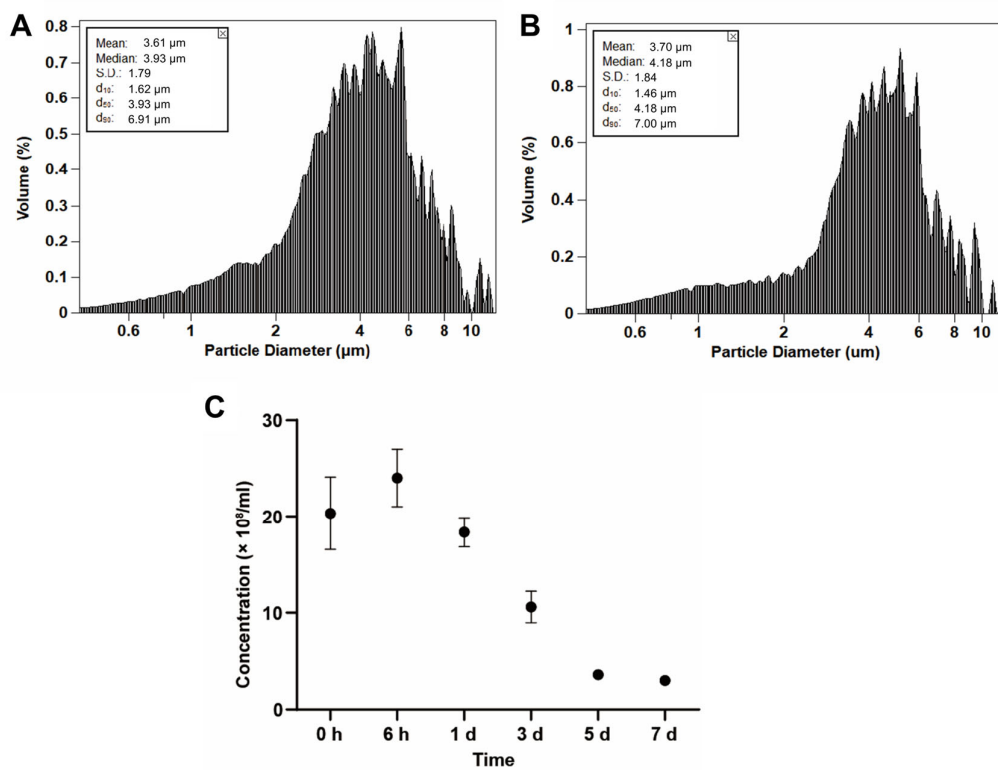 A
Mean: 3.61 µm
Median: 3.93 µm
S.D.: 1.79
d₁₀: 1.62 µm
d₅₀: 3.93 µm
d₉₀: 6.91 µm
Volume (%)
0.8
0.7
0.6
0.5
0.4
0.3
0.2
0.1
0
0.6 1 2 4 6 8 10
Particle Diameter (µm)
B
Mean: 3.70 µm
Median: 4.18 µm
S.D.: 1.84
d₁₀: 1.46 µm
d₅₀: 4.18 µm
d₉₀: 7.00 µm
Volume (%)
1
0.8
0.6
0.4
0.2
0
0.6 1 2 4 6 8 10
Particle Diameter (um)
C
Concentration (× 10⁸/ml)
30
20
10
0
0 h 6 h 1 d 3 d 5 d 7 d
Time